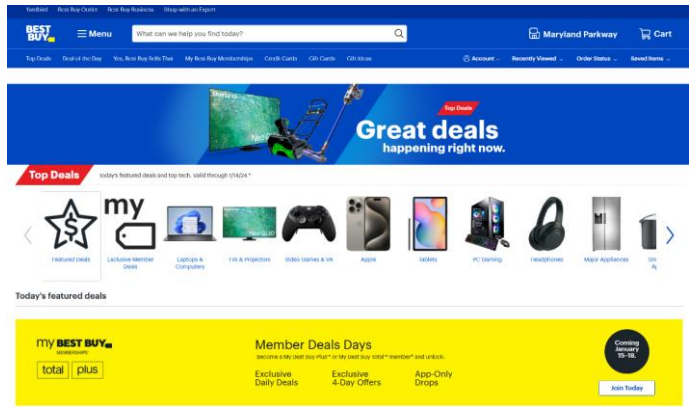 Yardbird Best Buy Outlet Best Buy Business Shop with an Expert
BEST BUY Menu What can we help you find today? Maryland Parkway Cart
Top Deals Deal of the Day Yes, Best Buy Sells That My Best Buy Memberships Credit Cards Gift Cards Gift Ideas Account Recently Viewed Order Status Saved Items
Top Deals
Great deals
happening right now.
Top Deals Today's featured deals and top tech. Valid through 1/14/24.*
my
Featured Deals
Exclusive Member Deals
Laptops & Computers
TVs & Projectors
Video Games & VR
Apple
Tablets
PC Gaming
Headphones
Major Appliances
Today's featured deals
my BEST BUY
MEMBERSHIPS
total plus
Member Deals Days
Become a My Best Buy Plus™ or My Best Buy Total™ member* and unlock:
Exclusive Daily Deals
Exclusive 4-Day Offers
App-Only Drops
Coming January 15-18.
Join Today